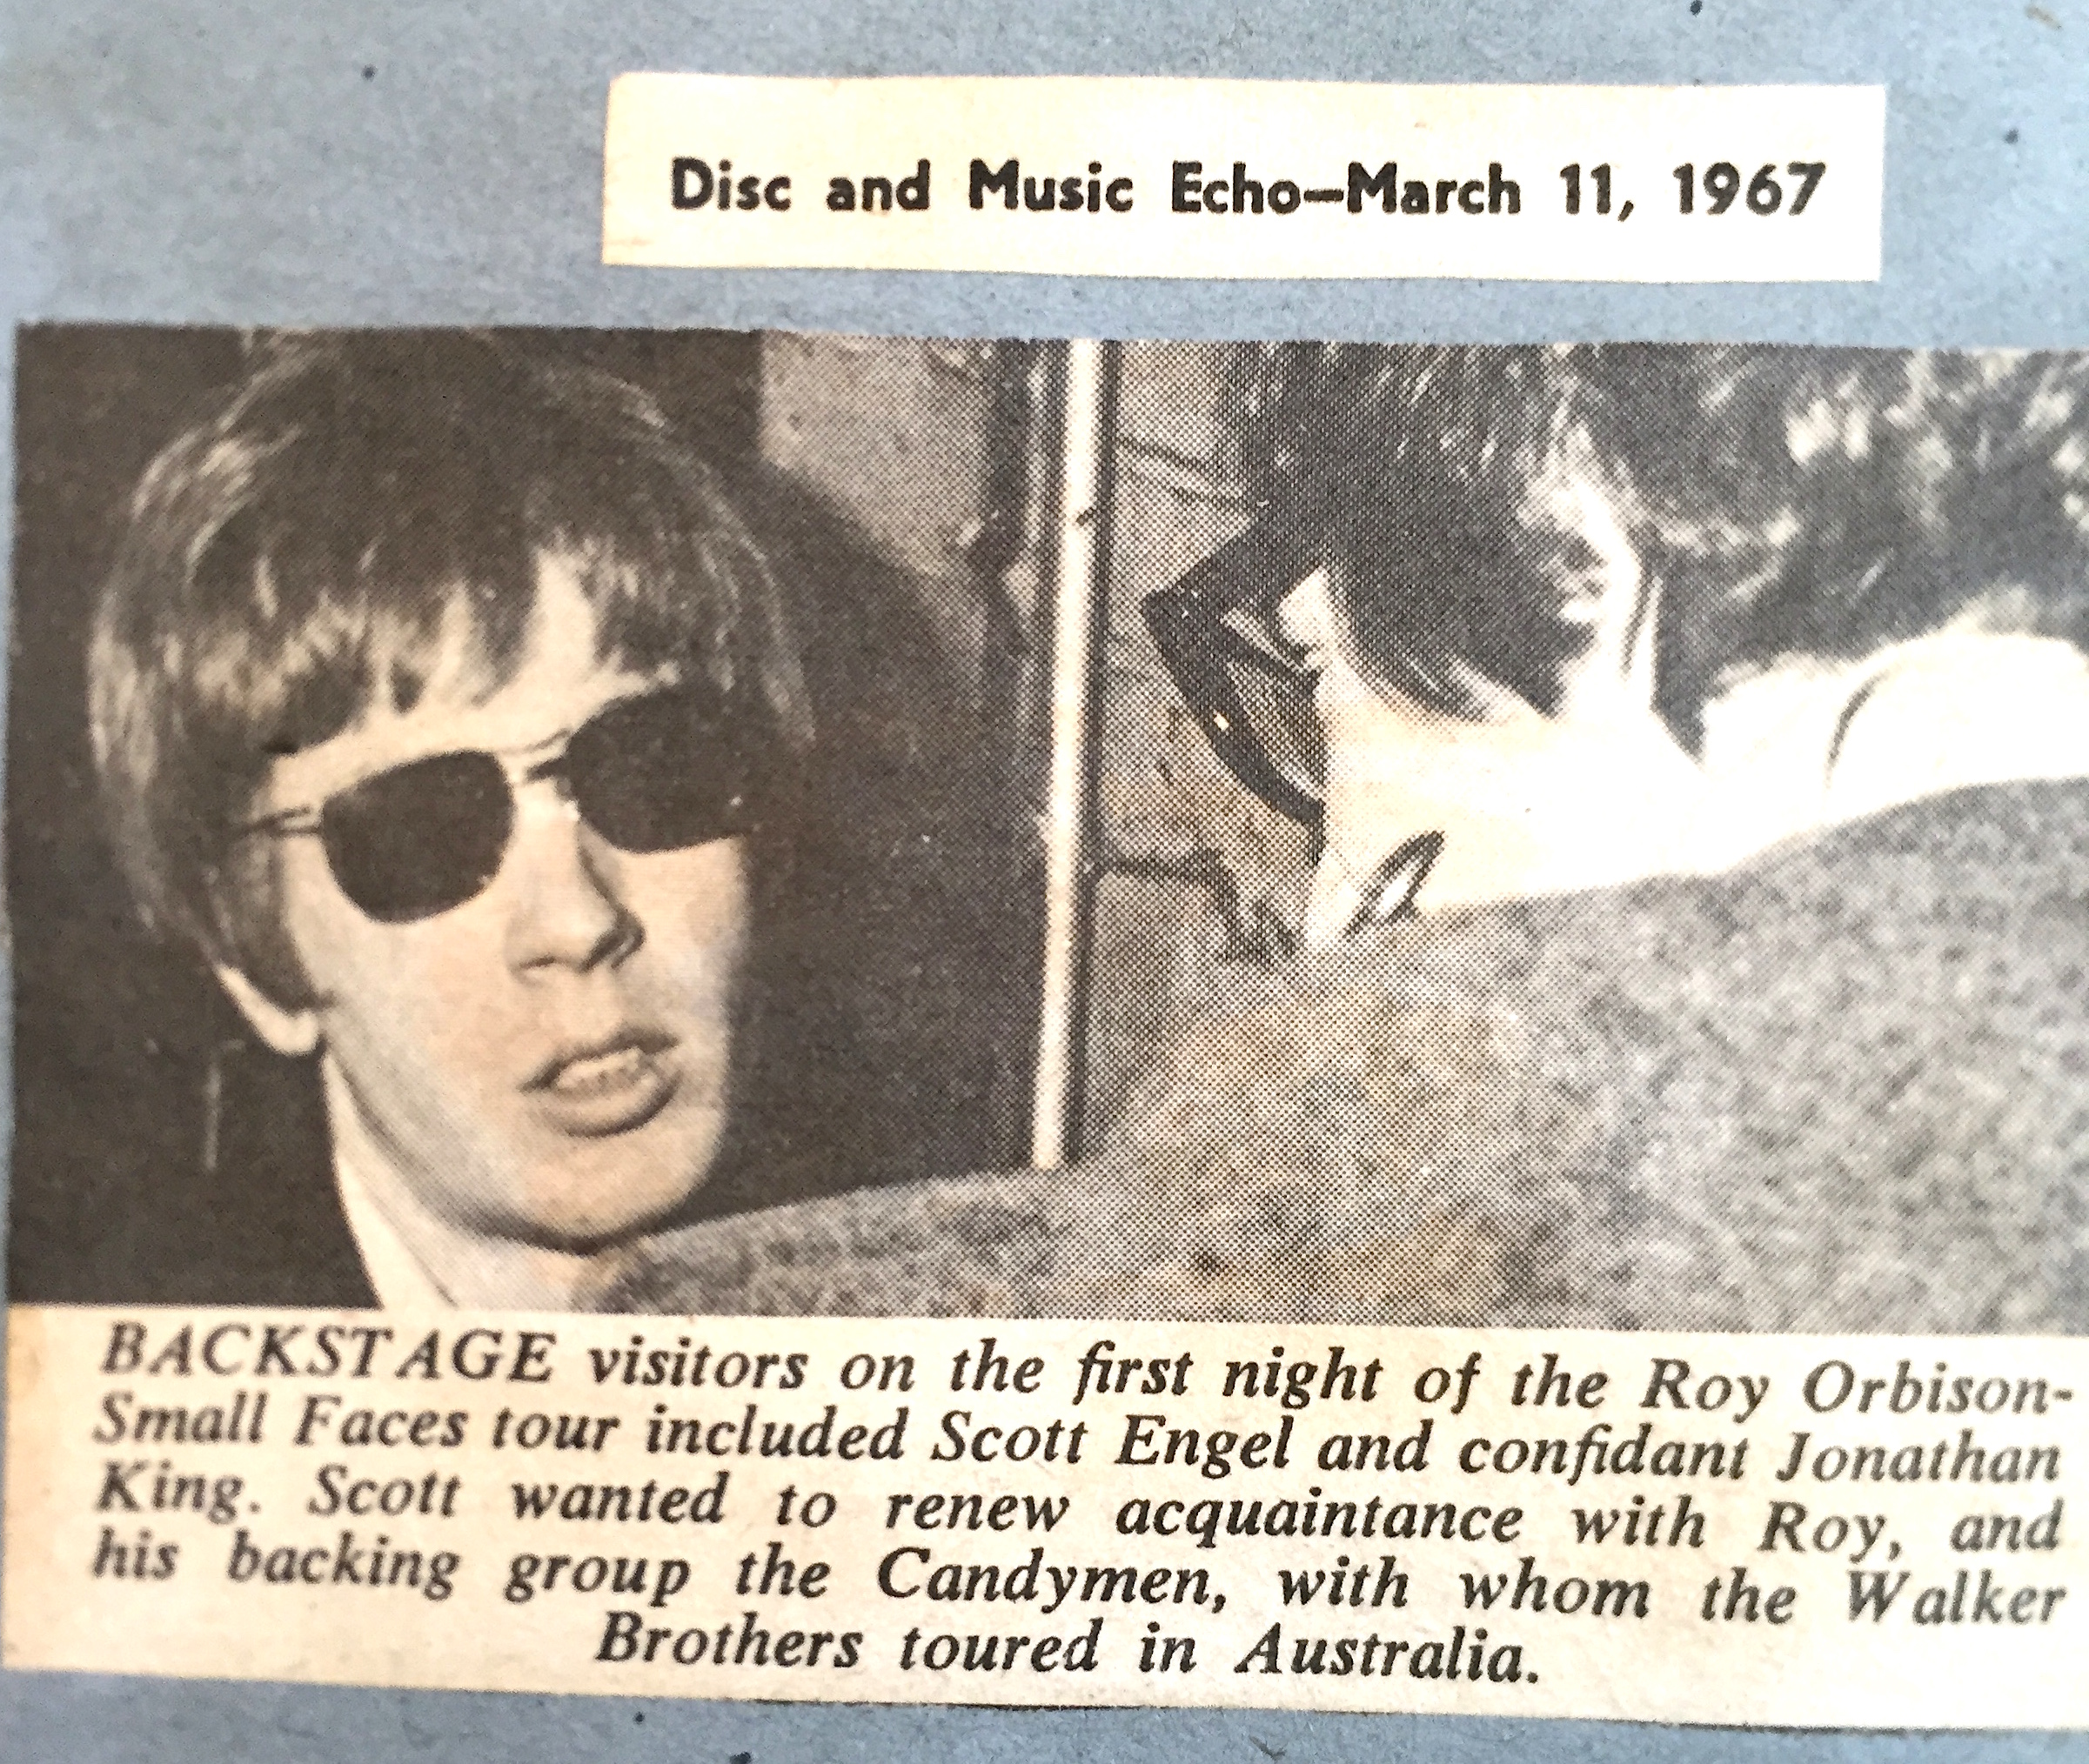 Disc and Music Echo—March 11, 1967
BACKSTAGE visitors on the first night of the Roy Orbison-
Small Faces tour included Scott Engel and confidant Jonathan
King. Scott wanted to renew acquaintance with Roy, and
his backing group the Candymen, with whom the Walker
Brothers toured in Australia.